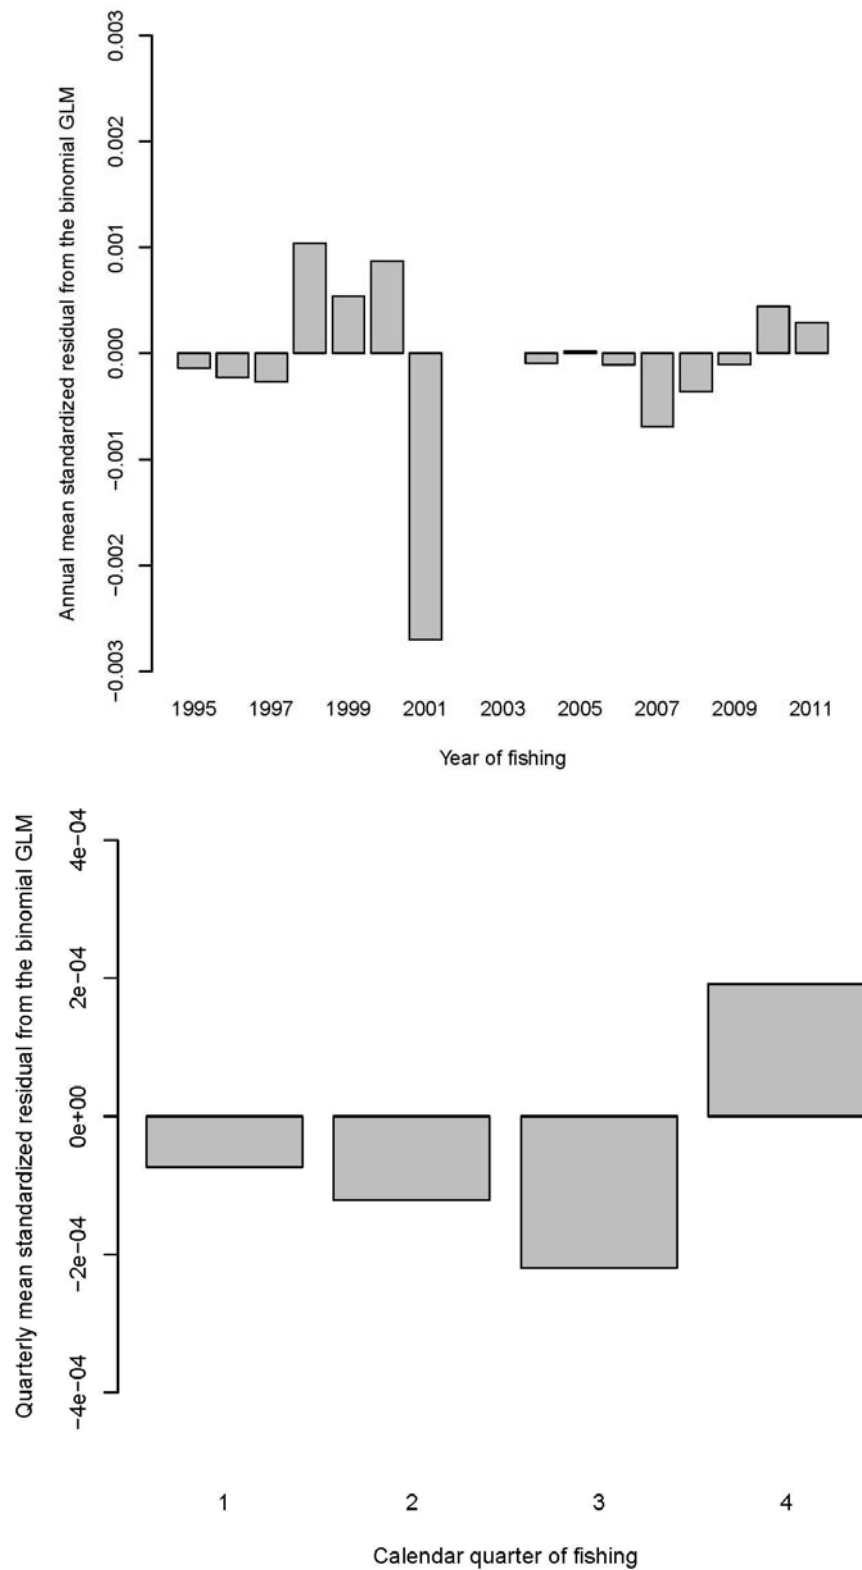 Annual mean standardized residual from the binomial GLM
0.003
0.002
0.001
0.000
−0.001
−0.002
−0.003
1995 1997 1999 2001 2003 2005 2007 2009 2011
Year of fishing
Quarterly mean standardized residual from the binomial GLM
4e−04
2e−04
0e+00
−2e−04
−4e−04
1 2 3 4
Calendar quarter of fishing